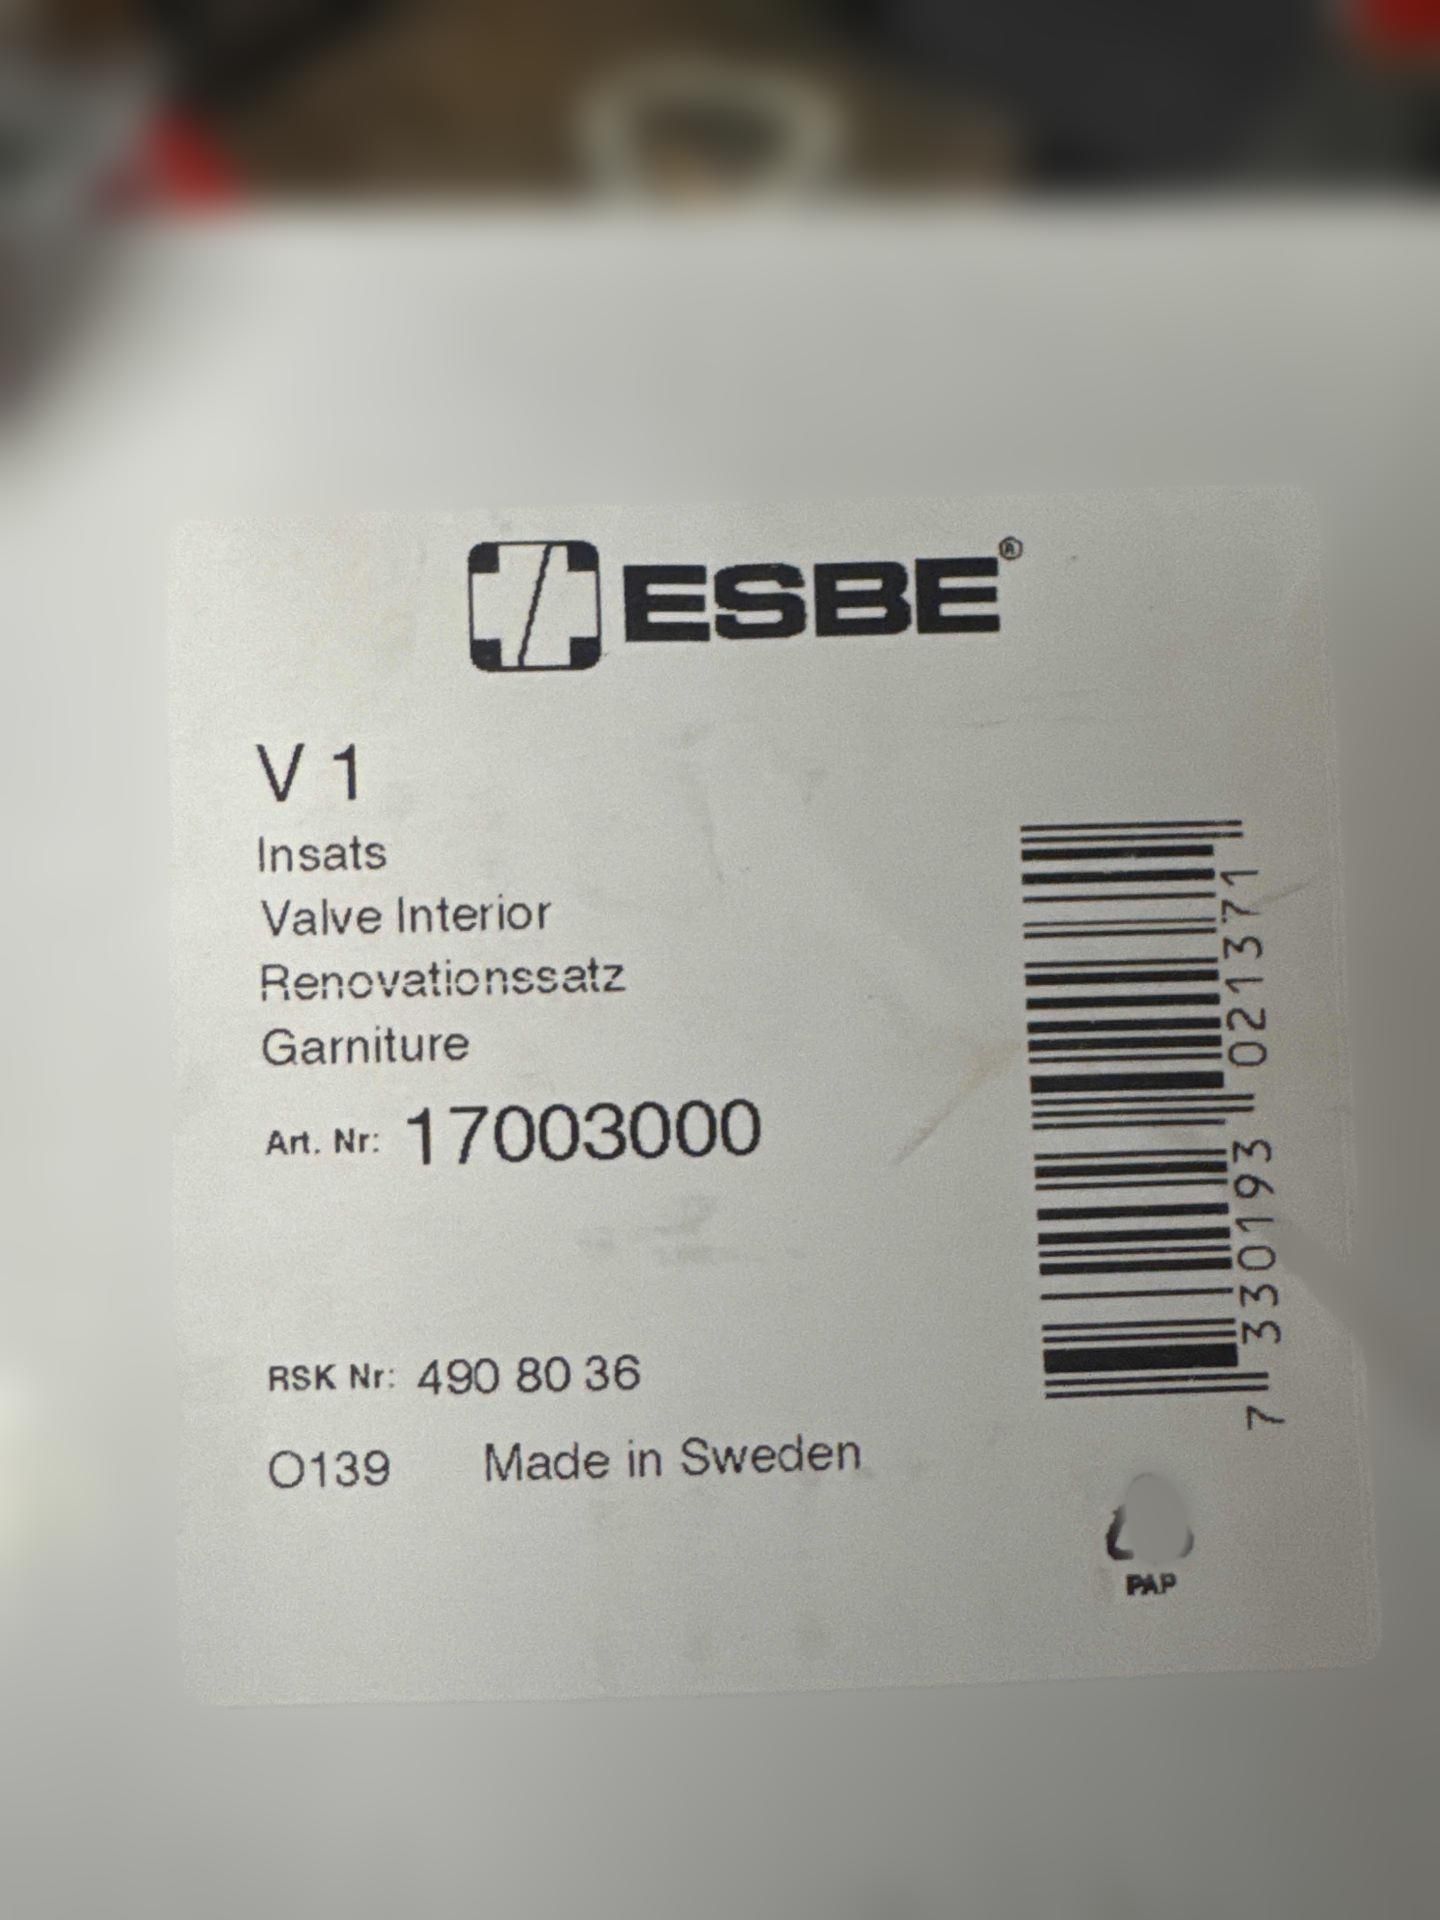 ESBE®
V 1
Insats
Valve Interior
Renovationssatz
Garniture
Art. Nr: 17003000
RSK Nr: 490 80 36
O139 Made in Sweden
7 330193 021371
PAP